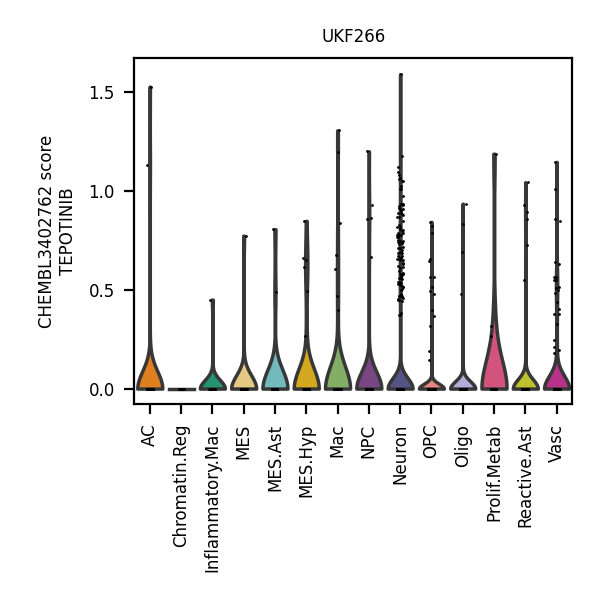 UKF266
CHEMBL3402762 score
TEPOTINIB
1.5
1.0
0.5
0.0
AC
Chromatin.Reg
Inflammatory.Mac
MES
MES.Ast
MES.Hyp
Mac
NPC
Neuron
OPC
Oligo
Prolif.Metab
Reactive.Ast
Vasc